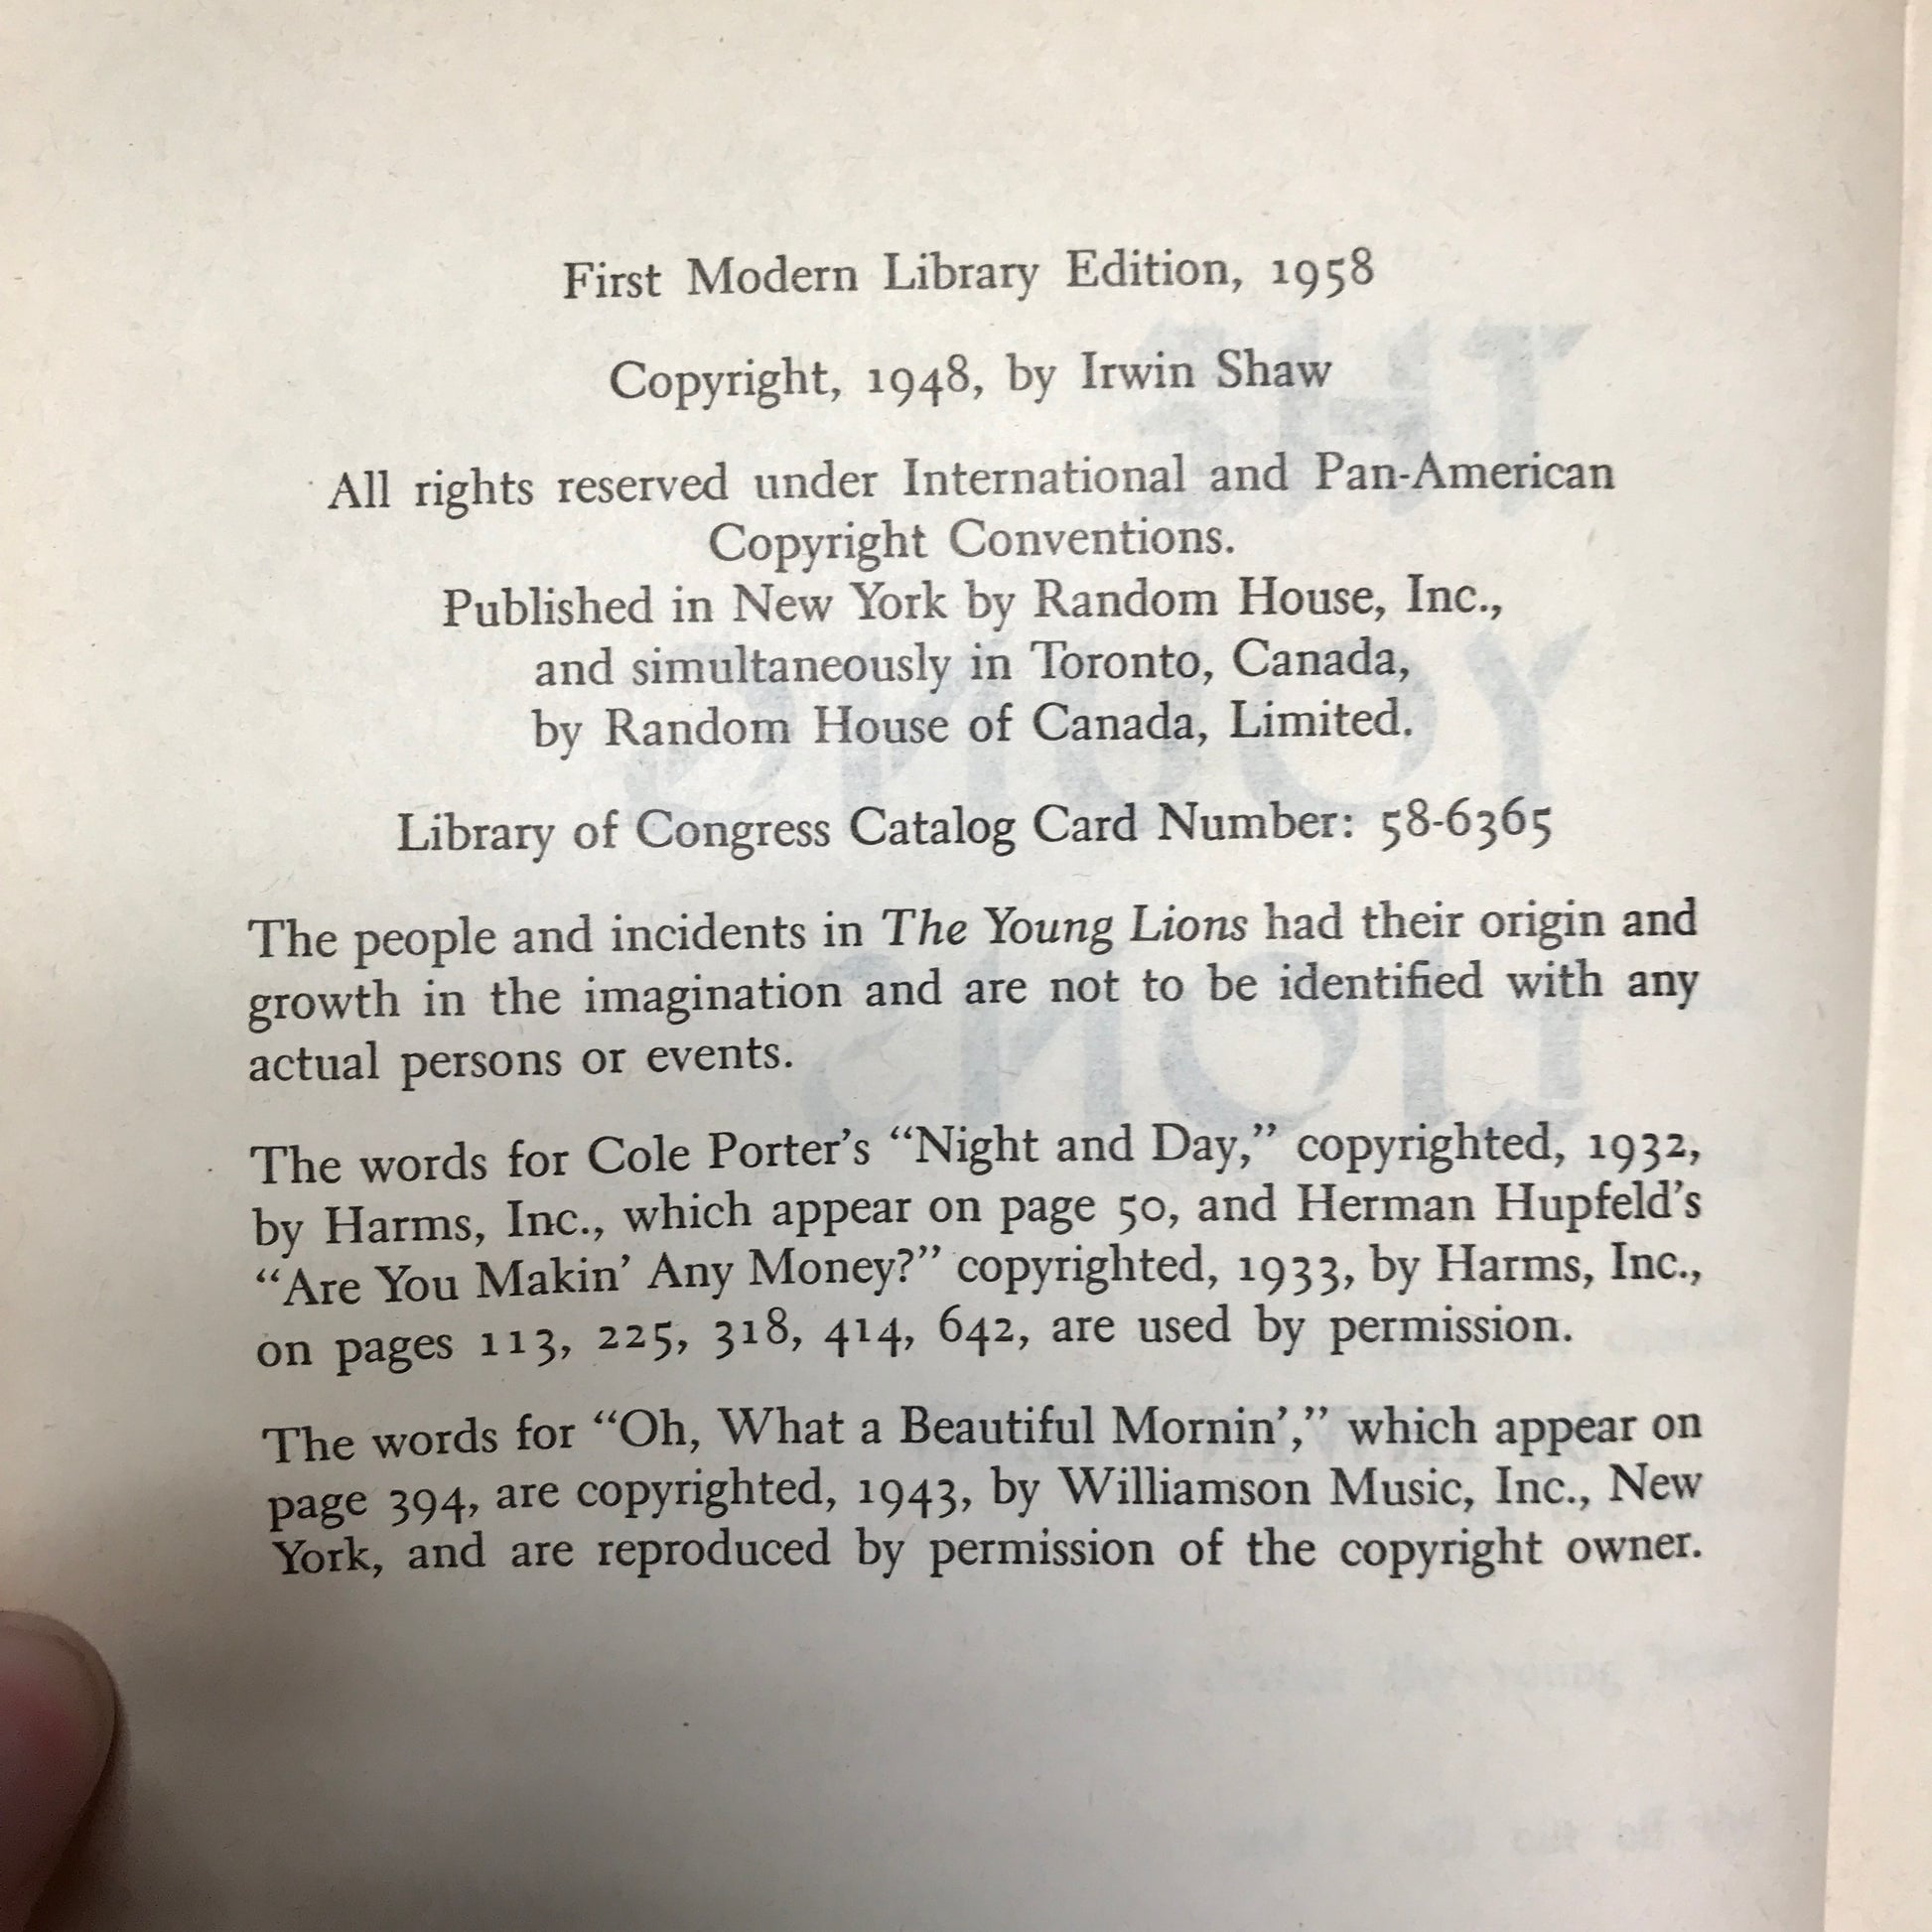 First Modern Library Edition, 1958
Copyright, 1948, by Irwin Shaw
All rights reserved under International and Pan-American
Copyright Conventions.
Published in New York by Random House, Inc.,
and simultaneously in Toronto, Canada,
by Random House of Canada, Limited.
Library of Congress Catalog Card Number: 58-6365
The people and incidents in The Young Lions had their origin and
growth in the imagination and are not to be identified with any
actual persons or events.
The words for Cole Porter’s “Night and Day,” copyrighted, 1932,
by Harms, Inc., which appear on page 50, and Herman Hupfeld’s
“Are You Makin’ Any Money?” copyrighted, 1933, by Harms, Inc.,
on pages 113, 225, 318, 414, 642, are used by permission.
The words for “Oh, What a Beautiful Mornin’,” which appear on
page 394, are copyrighted, 1943, by Williamson Music, Inc., New
York, and are reproduced by permission of the copyright owner.
THE
YOUNG
LIONS